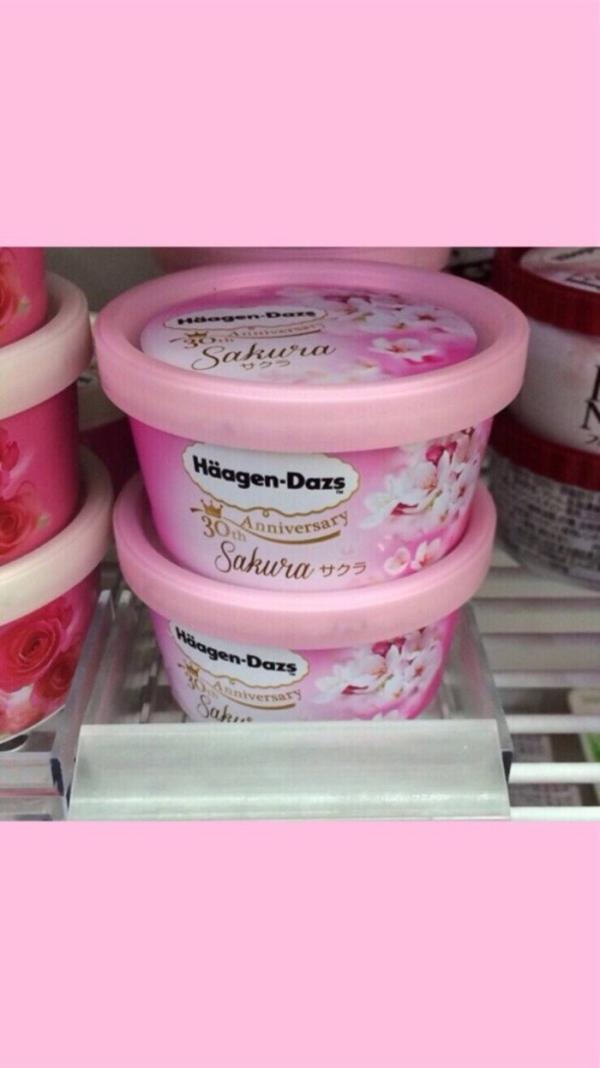 Häagen-Dazs
30th Anniversary
Sakura
サクラ
Häagen-Dazs™
30th Anniversary
Sakura サクラ
Häagen-Dazs
30th Anniversary